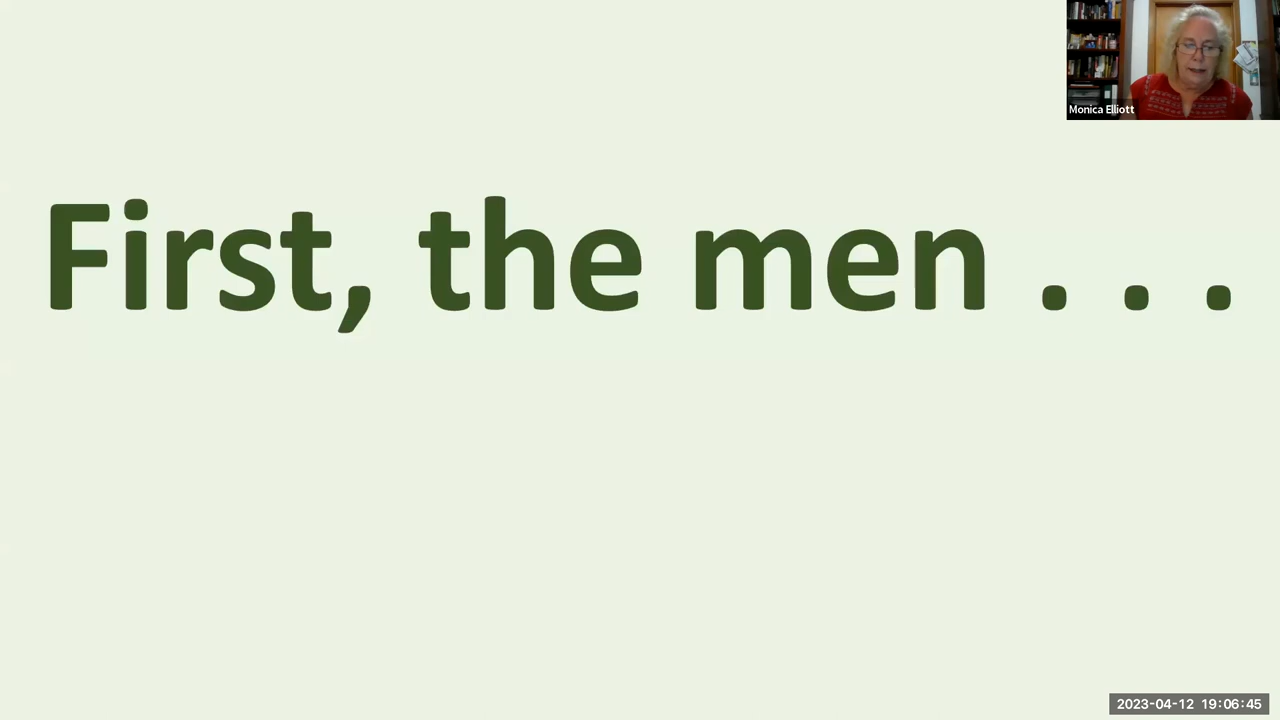 Monica Elliott
First, the men . . .
2023-04-12 19:06:45